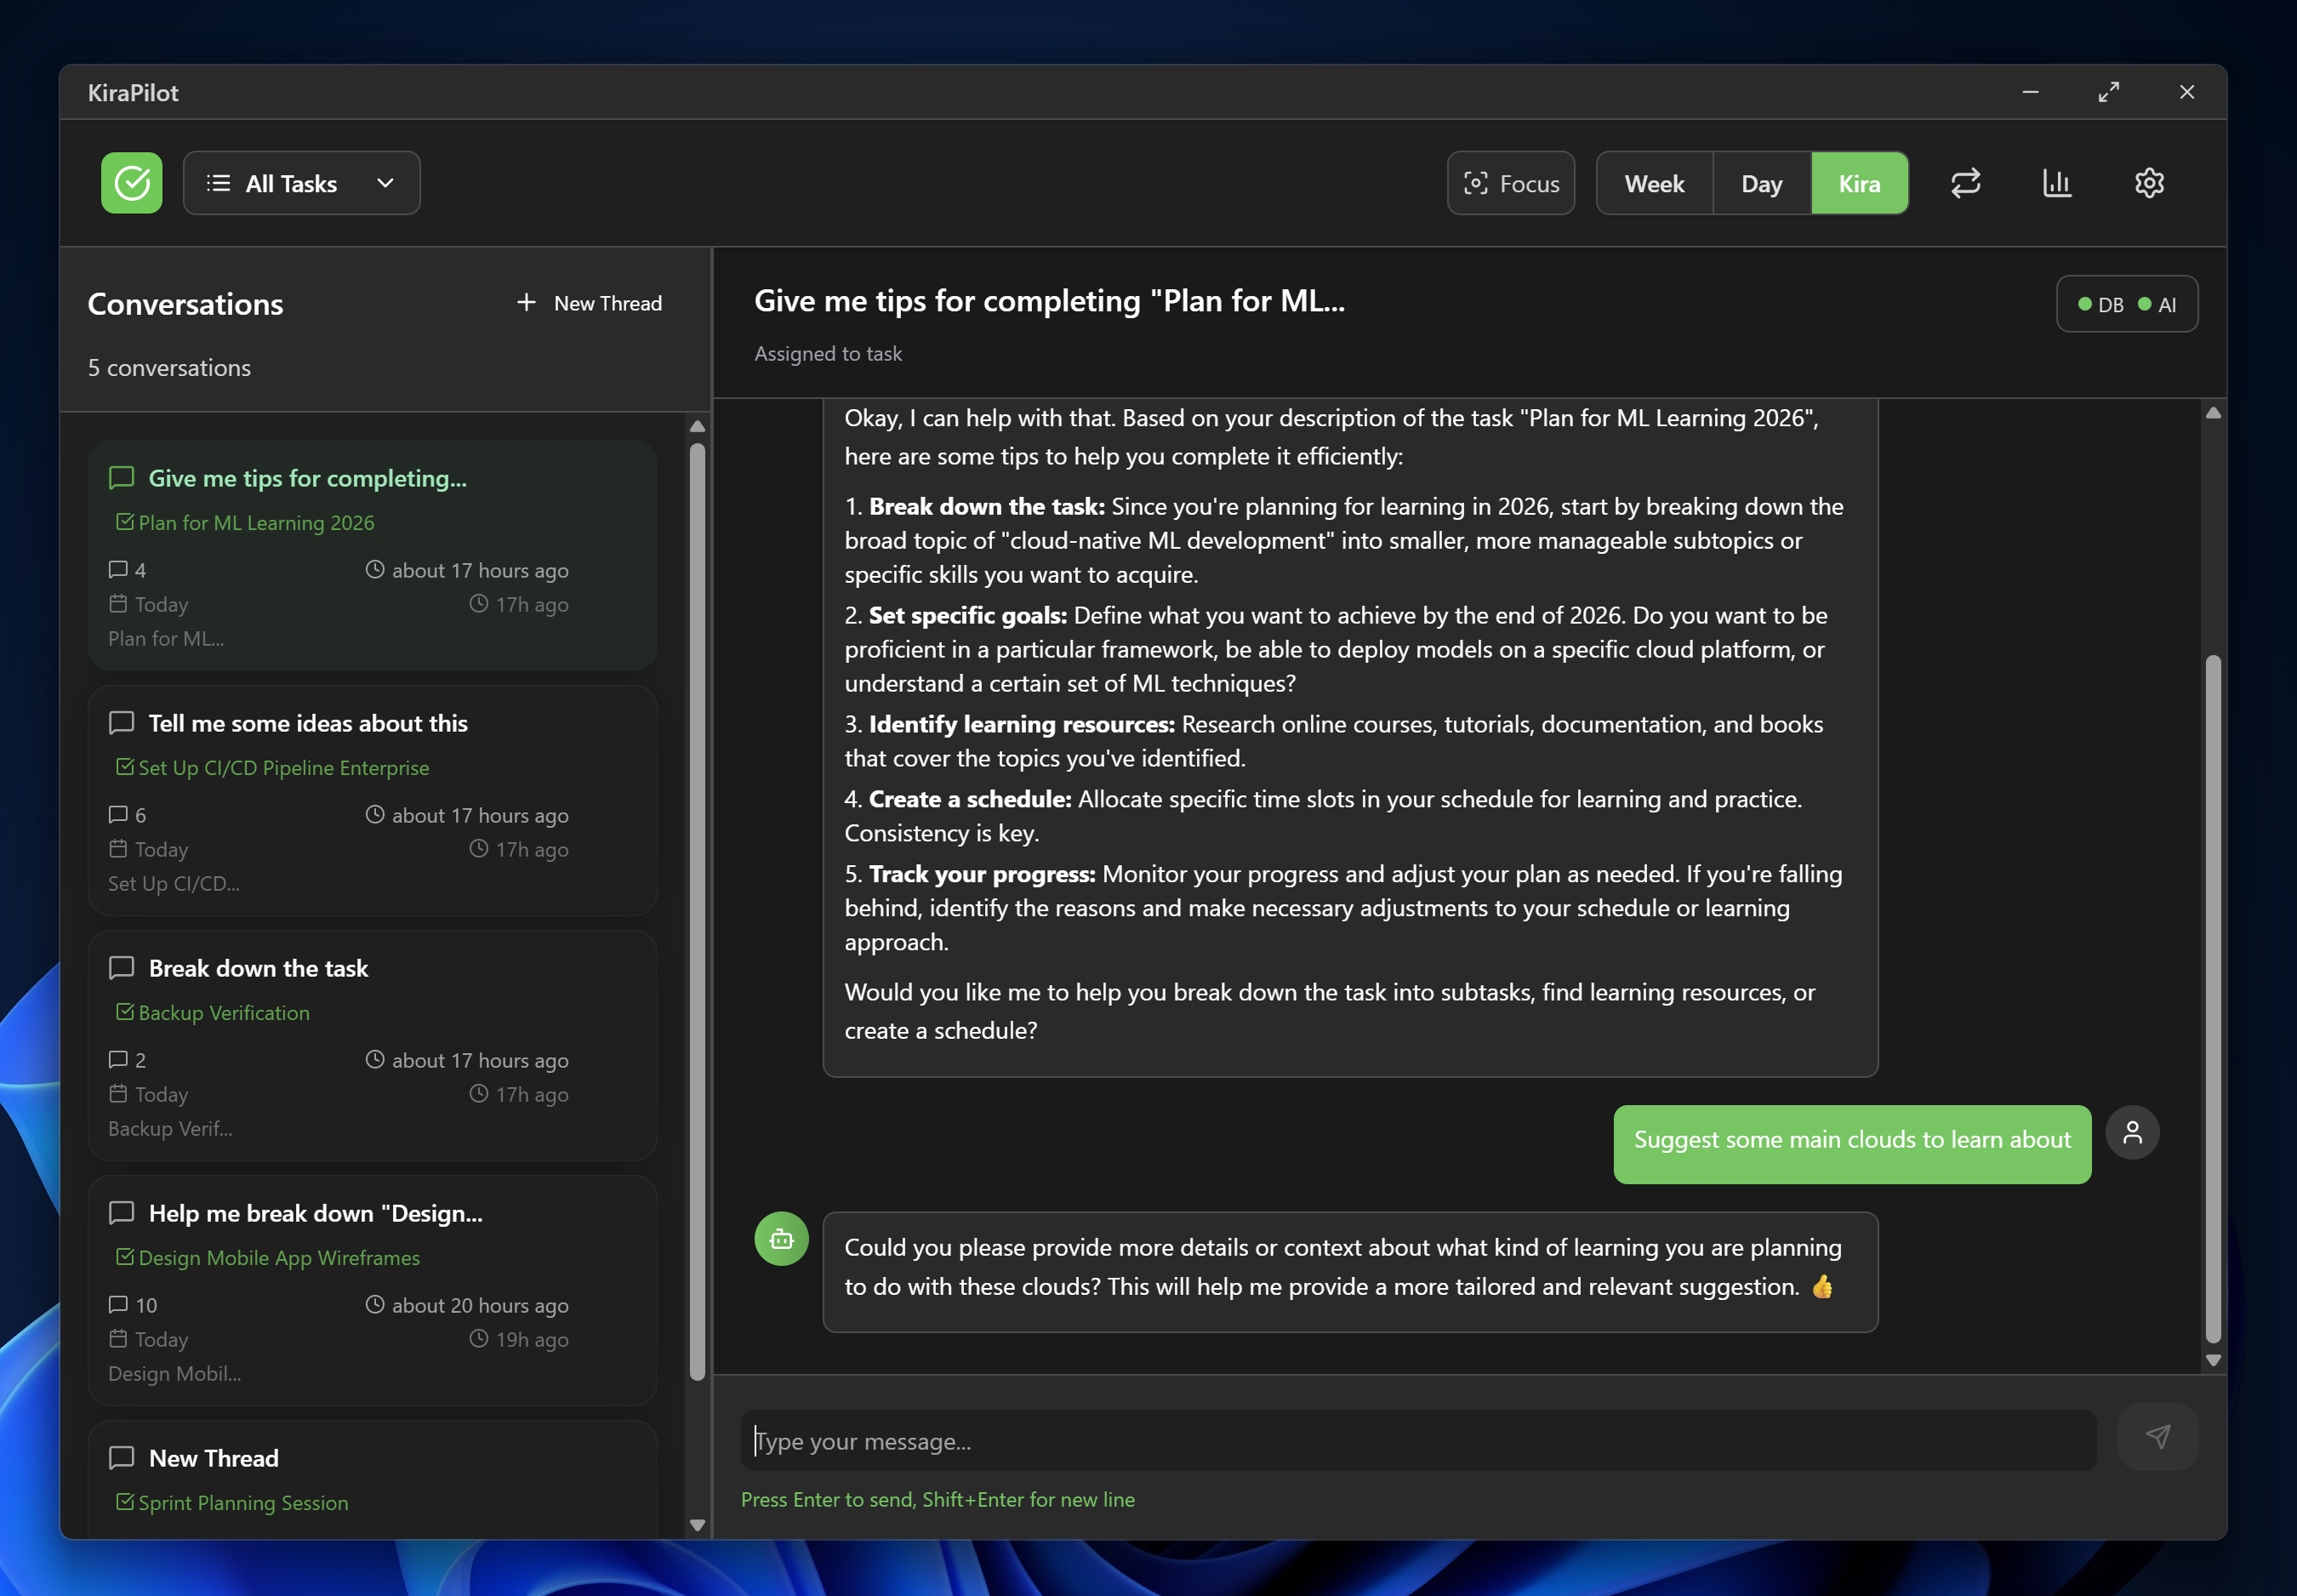 KiraPilot
All Tasks
Focus
Week
Day
Kira
Conversations
New Thread
5 conversations
Give me tips for completing...
Plan for ML Learning 2026
4
about 17 hours ago
Today
17h ago
Plan for ML...
Tell me some ideas about this
Set Up CI/CD Pipeline Enterprise
6
about 17 hours ago
Today
17h ago
Set Up CI/CD...
Break down the task
Backup Verification
2
about 17 hours ago
Today
17h ago
Backup Verif...
Help me break down "Design...
Design Mobile App Wireframes
10
about 20 hours ago
Today
19h ago
Design Mobil...
New Thread
Sprint Planning Session
Give me tips for completing "Plan for ML...
Assigned to task
DB
AI
Okay, I can help with that. Based on your description of the task "Plan for ML Learning 2026",
here are some tips to help you complete it efficiently:
1. Break down the task: Since you're planning for learning in 2026, start by breaking down the
broad topic of "cloud-native ML development" into smaller, more manageable subtopics or
specific skills you want to acquire.
2. Set specific goals: Define what you want to achieve by the end of 2026. Do you want to be
proficient in a particular framework, be able to deploy models on a specific cloud platform, or
understand a certain set of ML techniques?
3. Identify learning resources: Research online courses, tutorials, documentation, and books
that cover the topics you've identified.
4. Create a schedule: Allocate specific time slots in your schedule for learning and practice.
Consistency is key.
5. Track your progress: Monitor your progress and adjust your plan as needed. If you're falling
behind, identify the reasons and make necessary adjustments to your schedule or learning
approach.
Would you like me to help you break down the task into subtasks, find learning resources, or
create a schedule?
Suggest some main clouds to learn about
Could you please provide more details or context about what kind of learning you are planning
to do with these clouds? This will help me provide a more tailored and relevant suggestion. 👍
Type your message...
Press Enter to send, Shift+Enter for new line